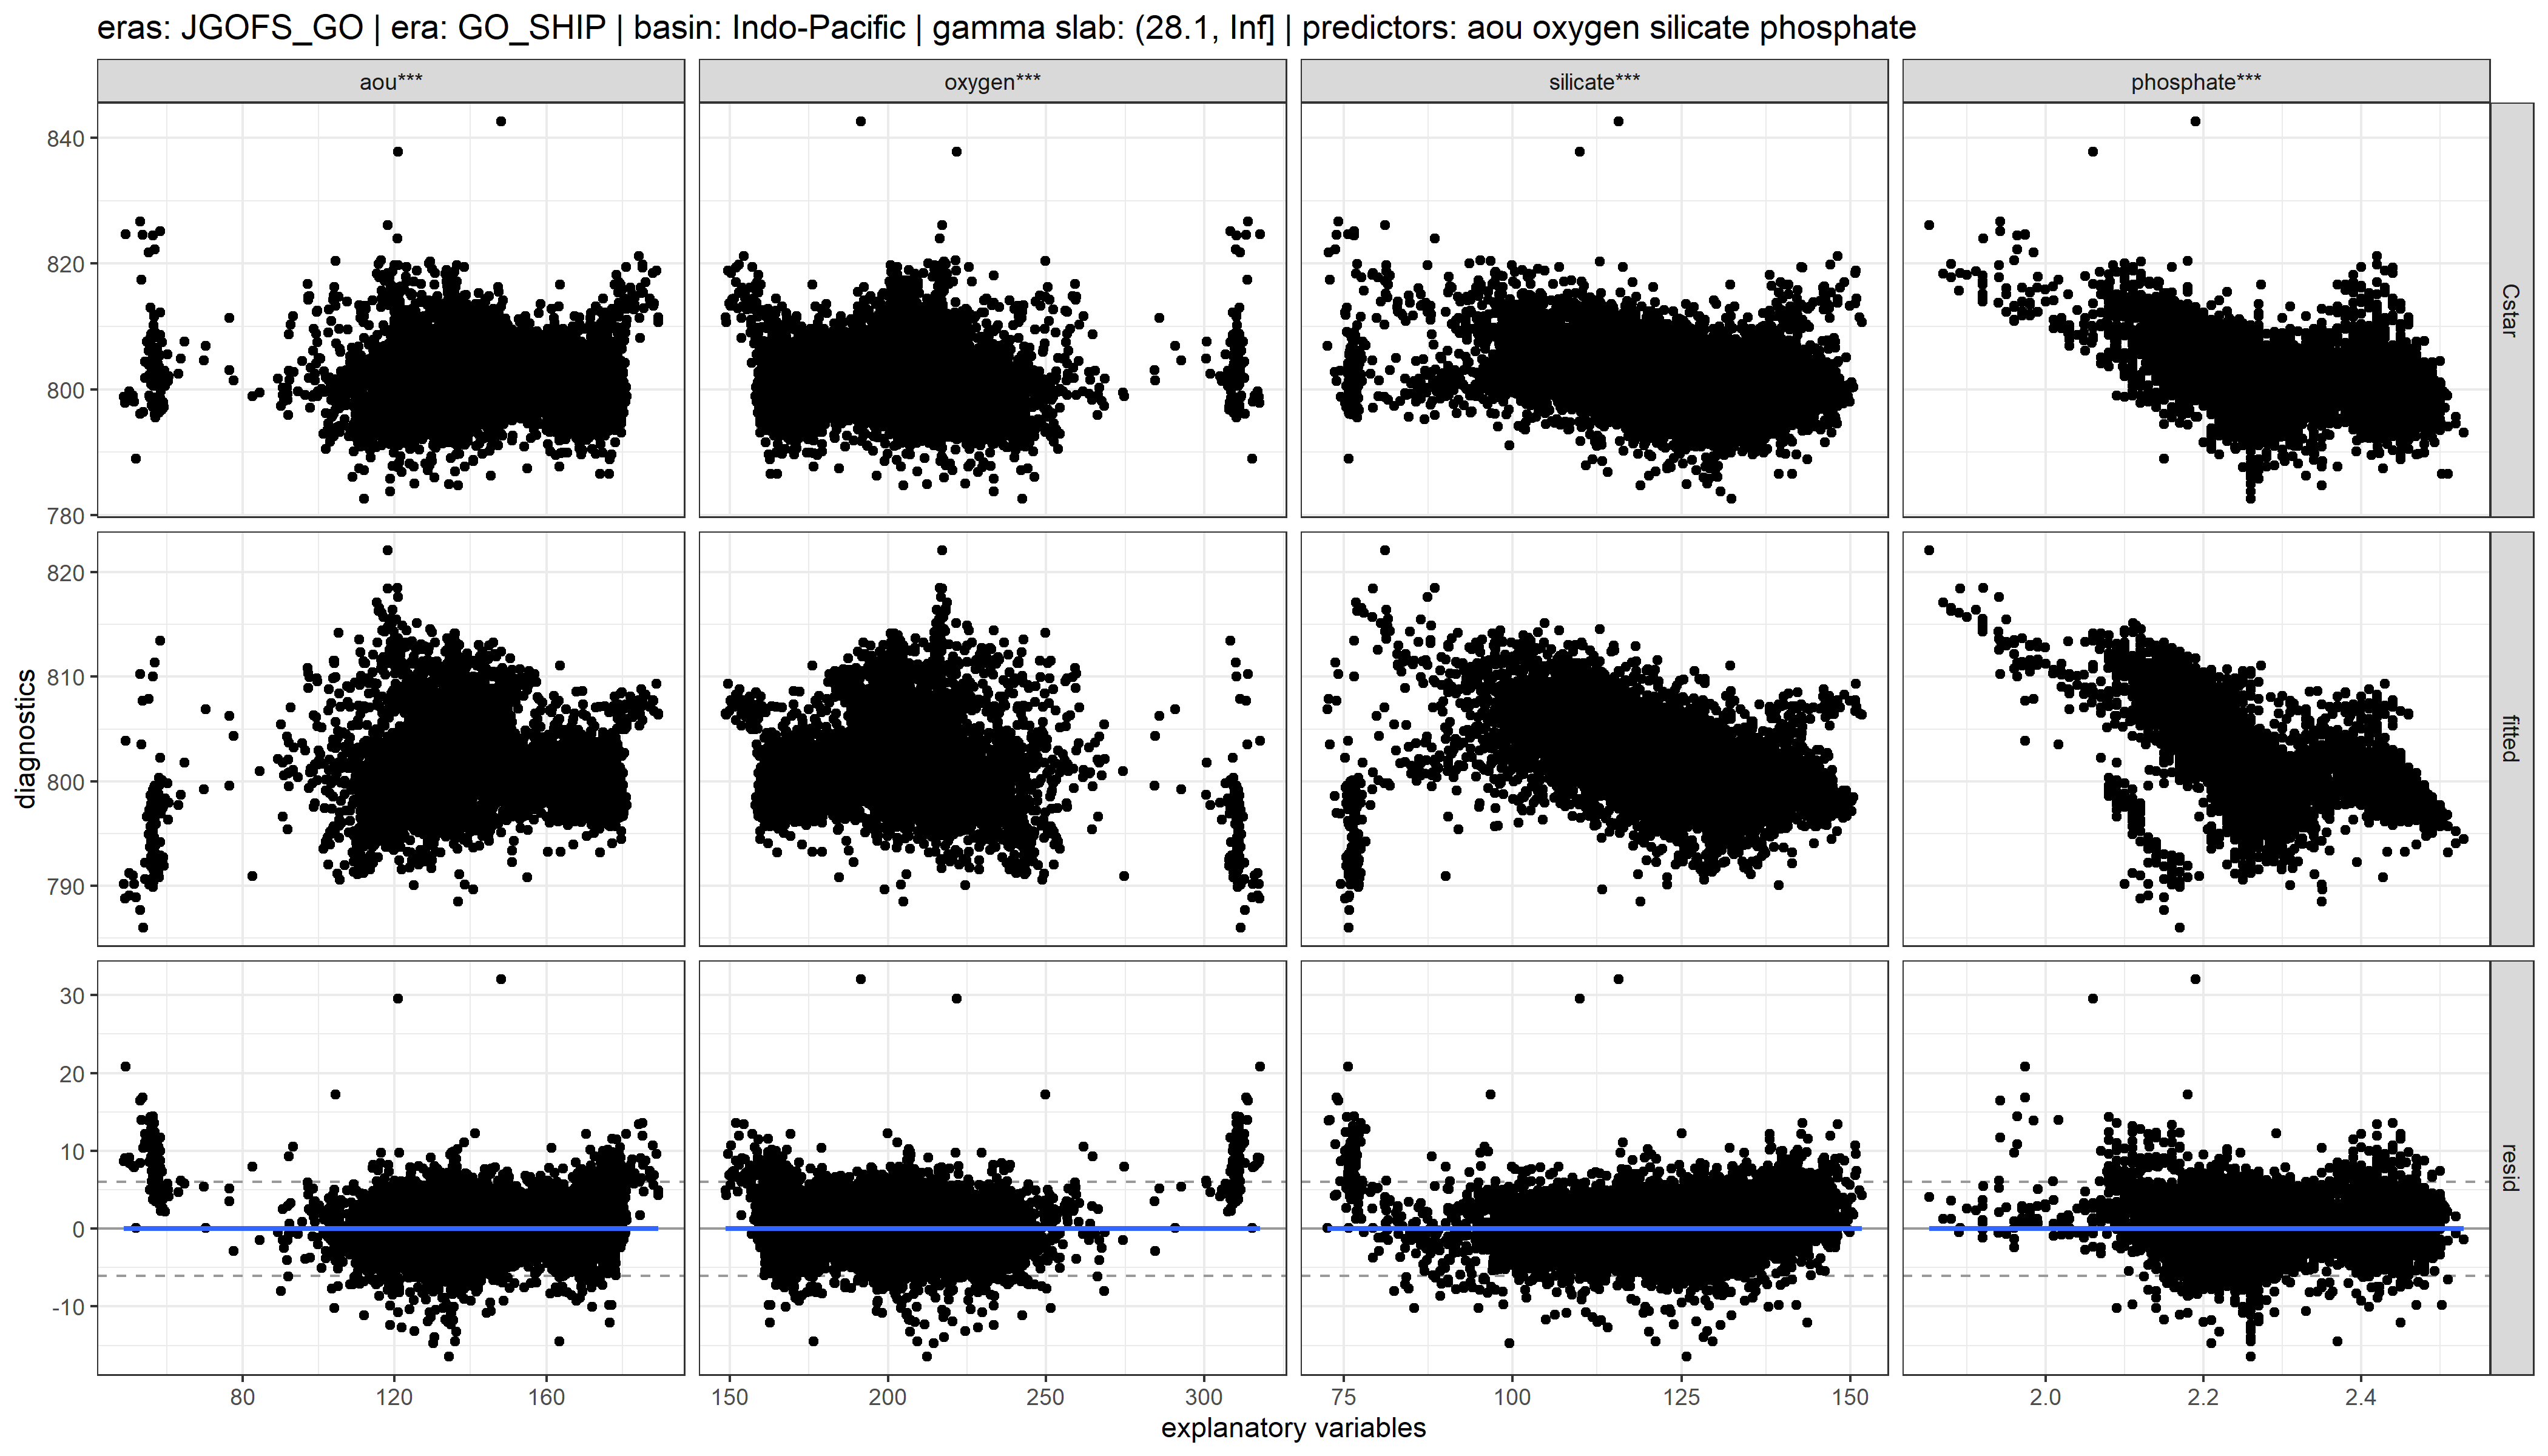 eras: JGOFS_GO | era: GO_SHIP | basin: Indo-Pacific | gamma slab: (28.1, Inf] | predictors: aou oxygen silicate phosphate
aou*** oxygen*** silicate*** phosphate***
840
820
800
780
Cstar
820
810
800
790
fitted
30
20
10
0
-10
resid
diagnostics
80 120 160 150 200 250 300 75 100 125 150 2.0 2.2 2.4
explanatory variables